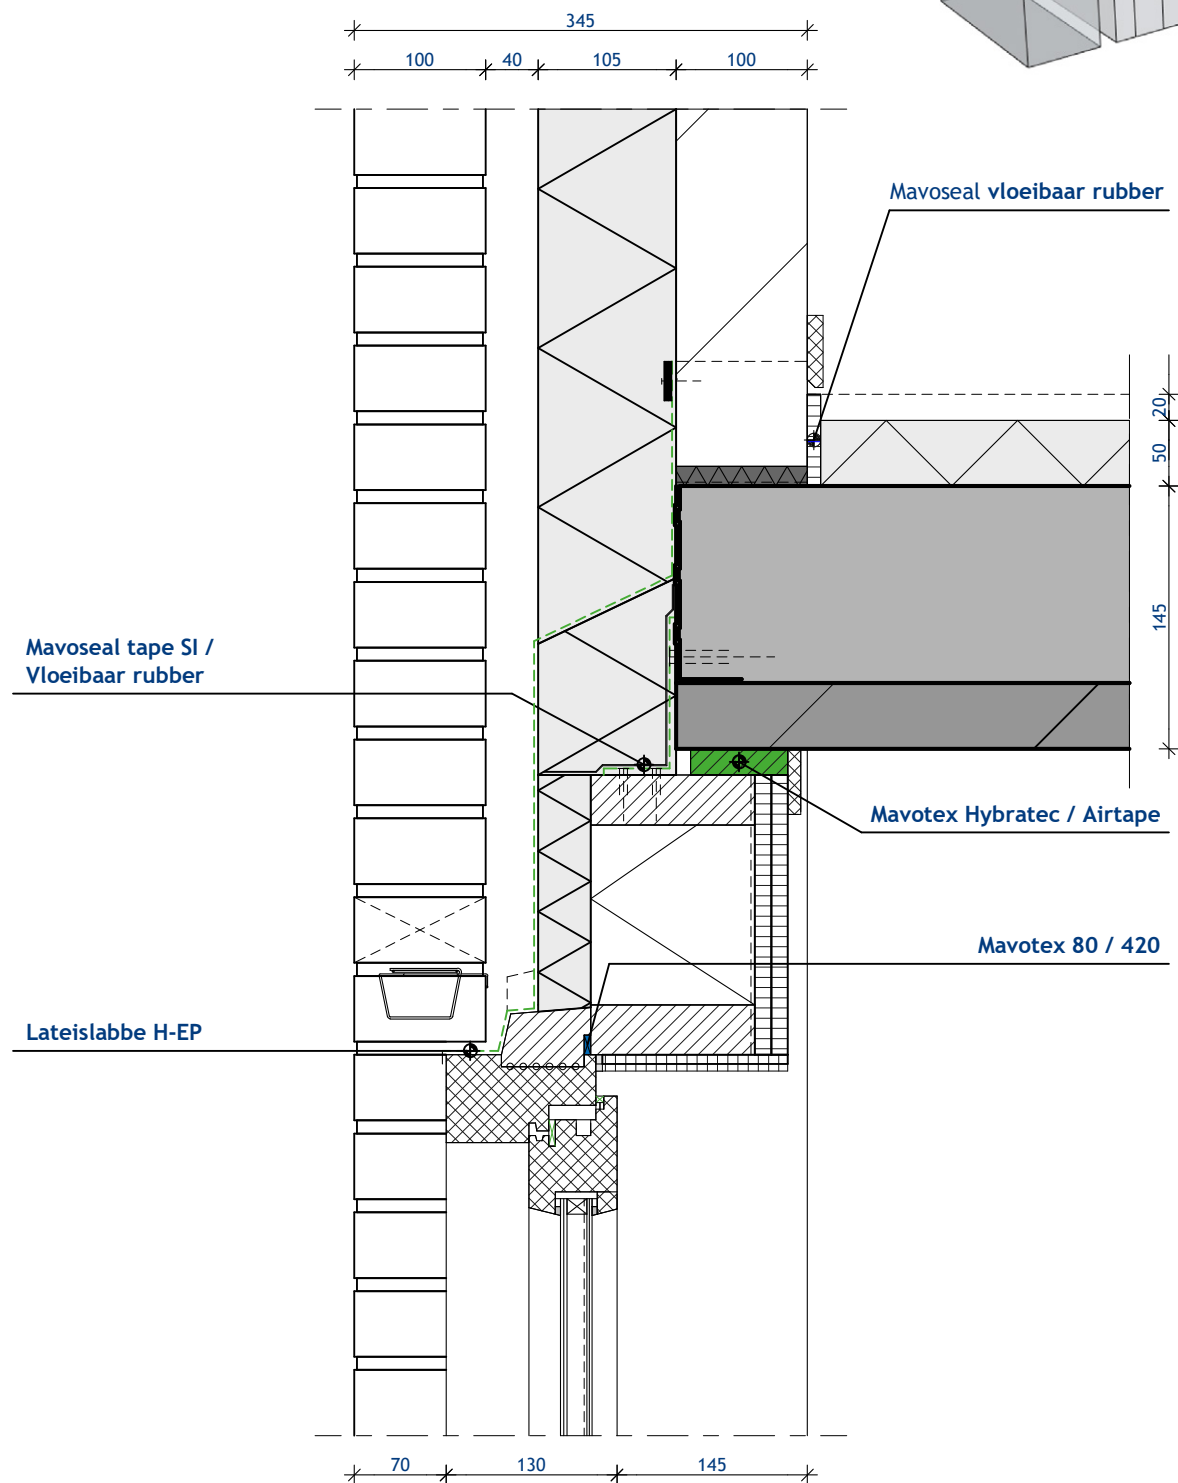 345
100 40 105 100
Mavoseal vloeibaar rubber
20
50
145
Mavoseal tape SI /
Vloeibaar rubber
Mavotex Hybratec / Airtape
Mavotex 80 / 420
Lateislabbe H-EP
70 130 145